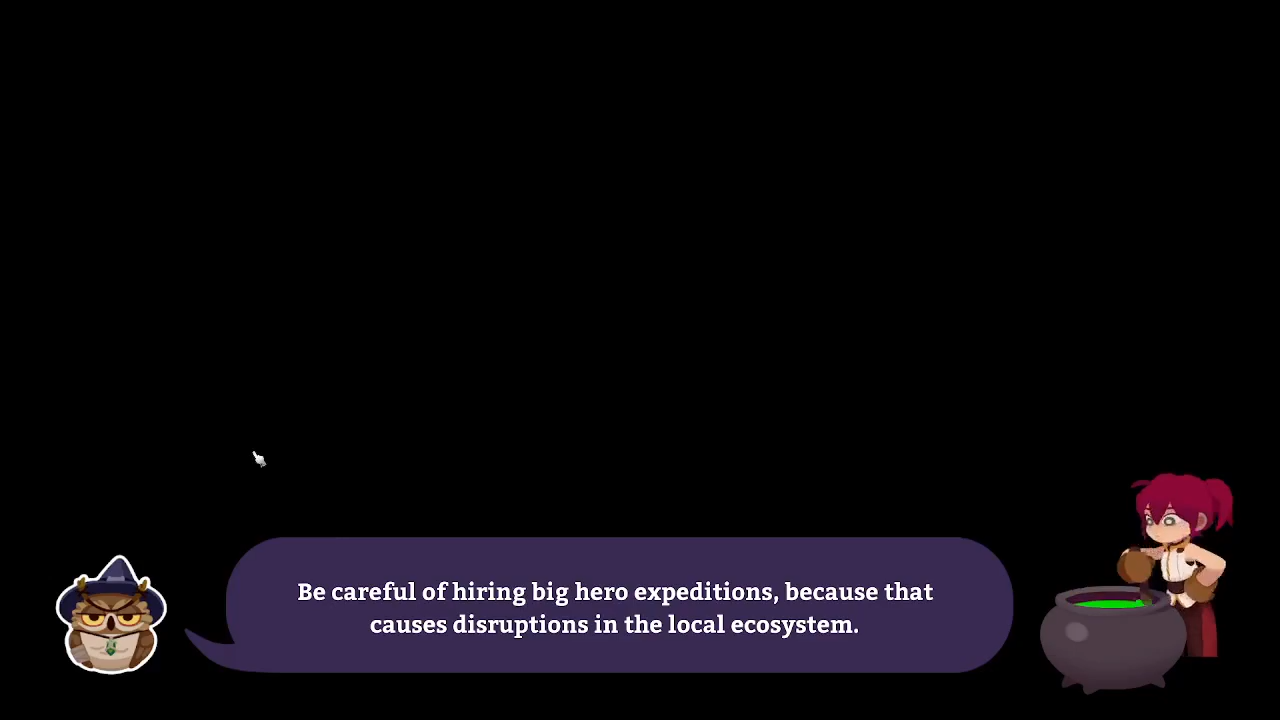 Be careful of hiring big hero expeditions, because that
causes disruptions in the local ecosystem.